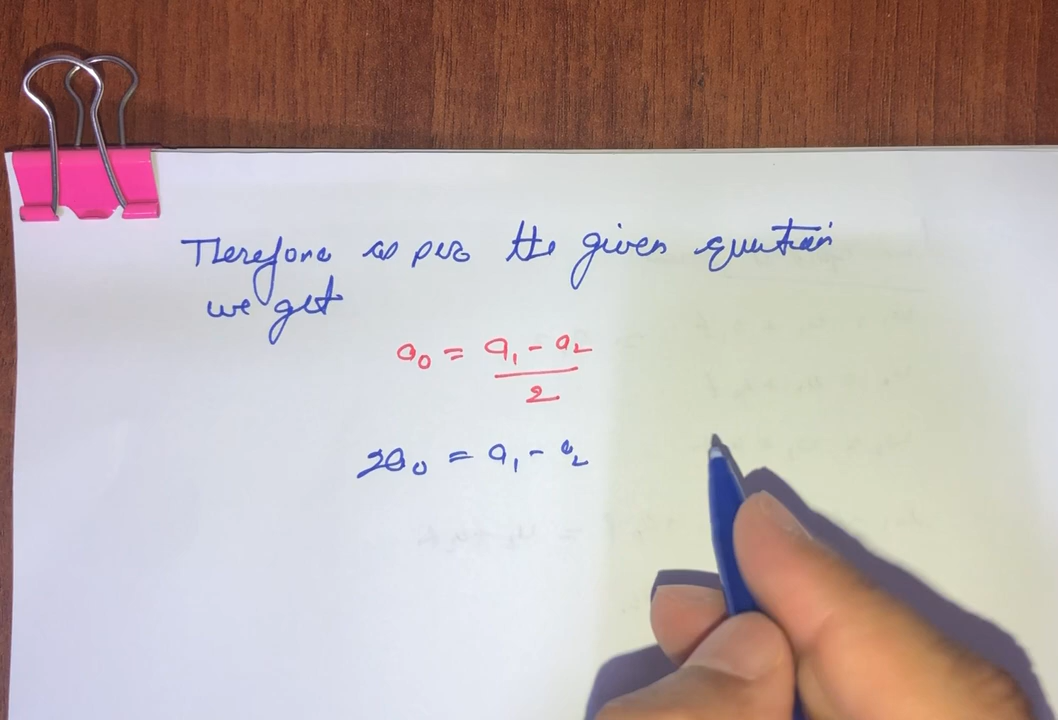 Therefore as per the given equation
we get
a₀ = a₁ - a₂
2
2a₀ = a₁ - a₂